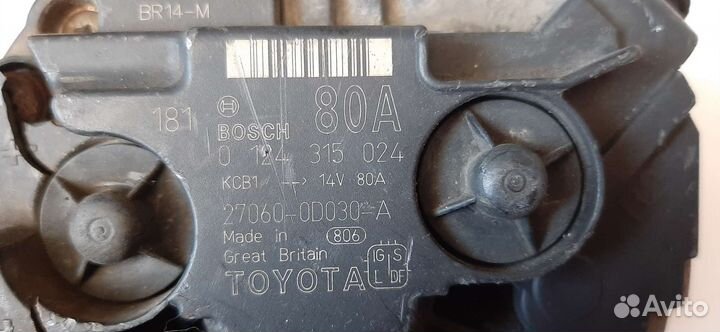 BR14-M
181 BOSCH 80A
0 124 315 024
KCB1 --> 14V 80A
27060-0D030-A
Made in 806
Great Britain
TOYOTA
IG S
L DF
Avito